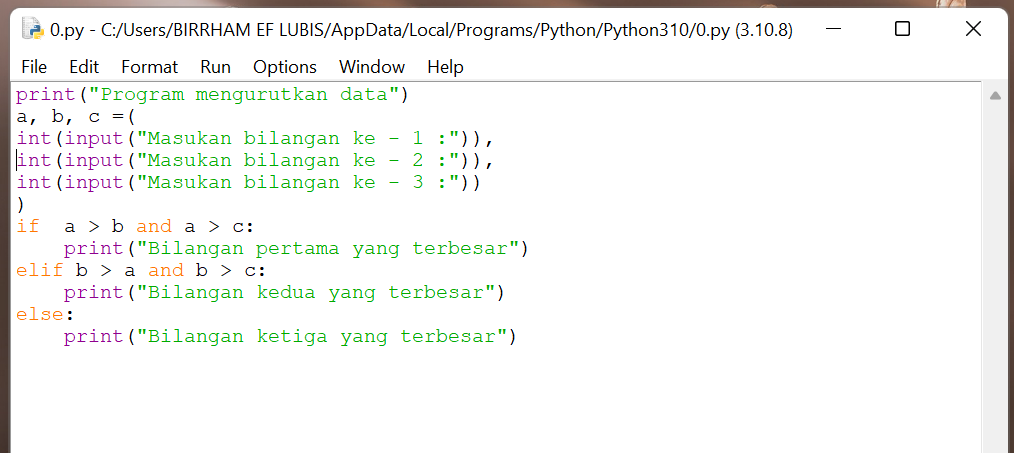 0.py - C:/Users/BIRRHAM EF LUBIS/AppData/Local/Programs/Python/Python310/0.py (3.10.8)
File Edit Format Run Options Window Help
print("Program mengurutkan data")
a, b, c =(
int(input("Masukan bilangan ke - 1 :")),
int(input("Masukan bilangan ke - 2 :")),
int(input("Masukan bilangan ke - 3 :"))
)
if  a > b and a > c:
    print("Bilangan pertama yang terbesar")
elif b > a and b > c:
    print("Bilangan kedua yang terbesar")
else:
    print("Bilangan ketiga yang terbesar")